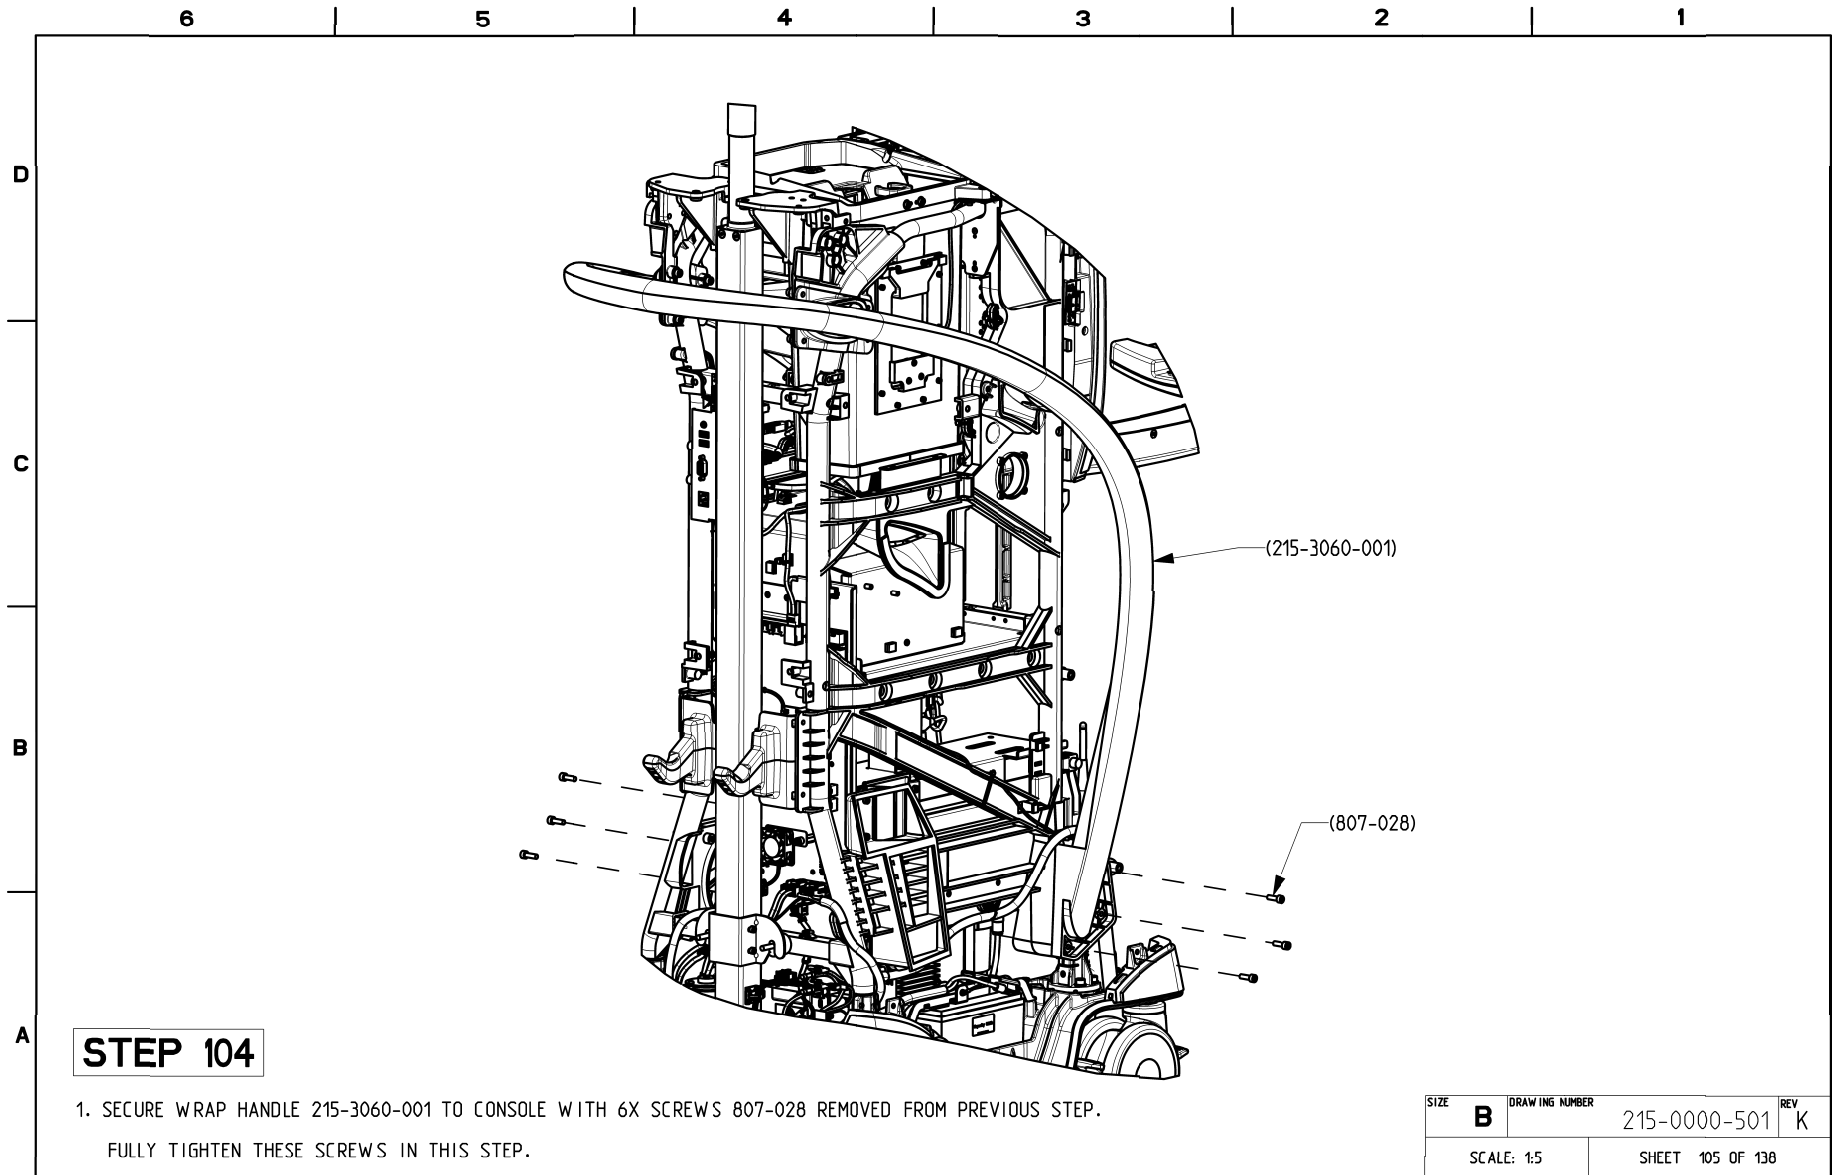 6 5 4 3 2 1
D
C
B
A
(215-3060-001)
(807-028)
STEP 104
1. SECURE WRAP HANDLE 215-3060-001 TO CONSOLE WITH 6X SCREWS 807-028 REMOVED FROM PREVIOUS STEP.
FULLY TIGHTEN THESE SCREWS IN THIS STEP.
SIZE B DRAWING NUMBER 215-0000-501 REV K
SCALE: 1:5 SHEET 105 OF 138